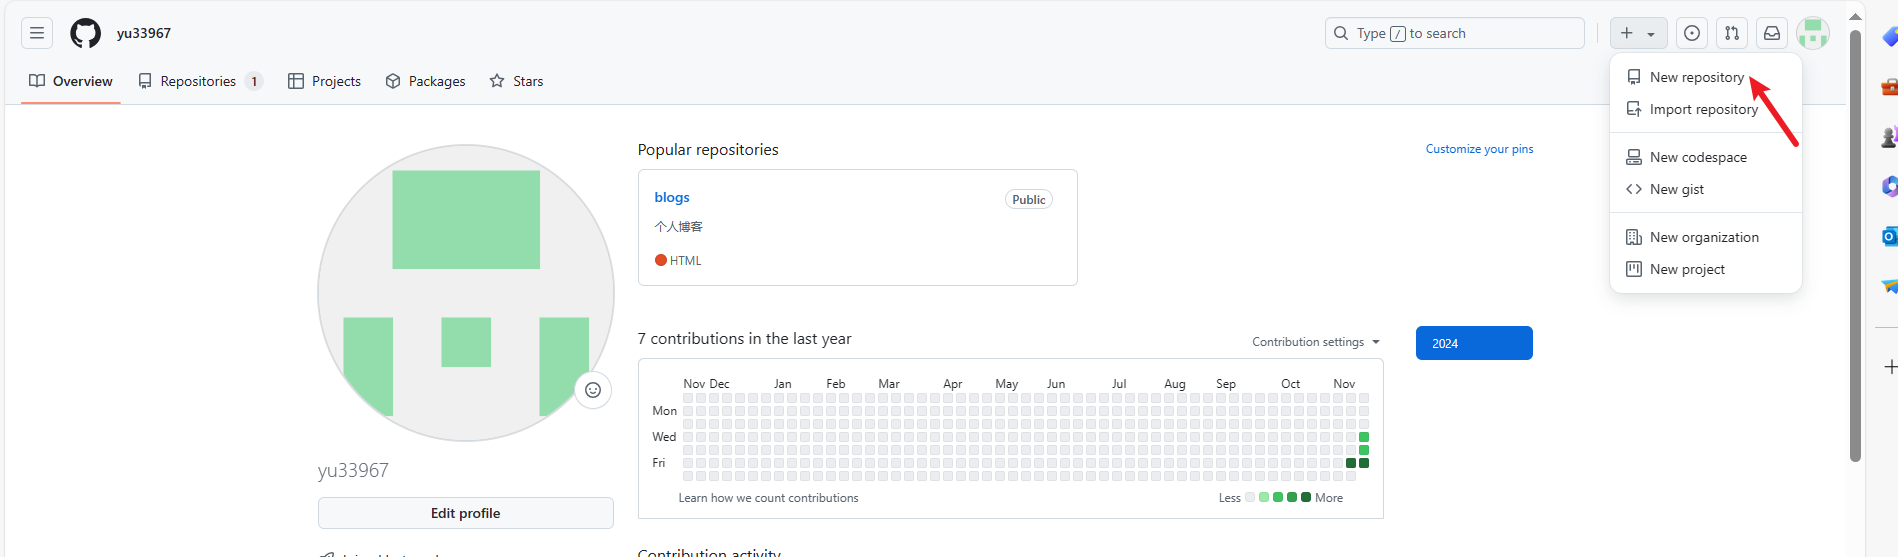 yu33967
Type / to search
Overview
Repositories 1
Projects
Packages
Stars
New repository
Import repository
New codespace
New gist
New organization
New project
Popular repositories
Customize your pins
blogs
Public
个人博客
HTML
7 contributions in the last year
Contribution settings
2024
Nov Dec Jan Feb Mar Apr May Jun Jul Aug Sep Oct Nov
Mon
Wed
Fri
Learn how we count contributions
Less
More
yu33967
Edit profile
Contribution activity